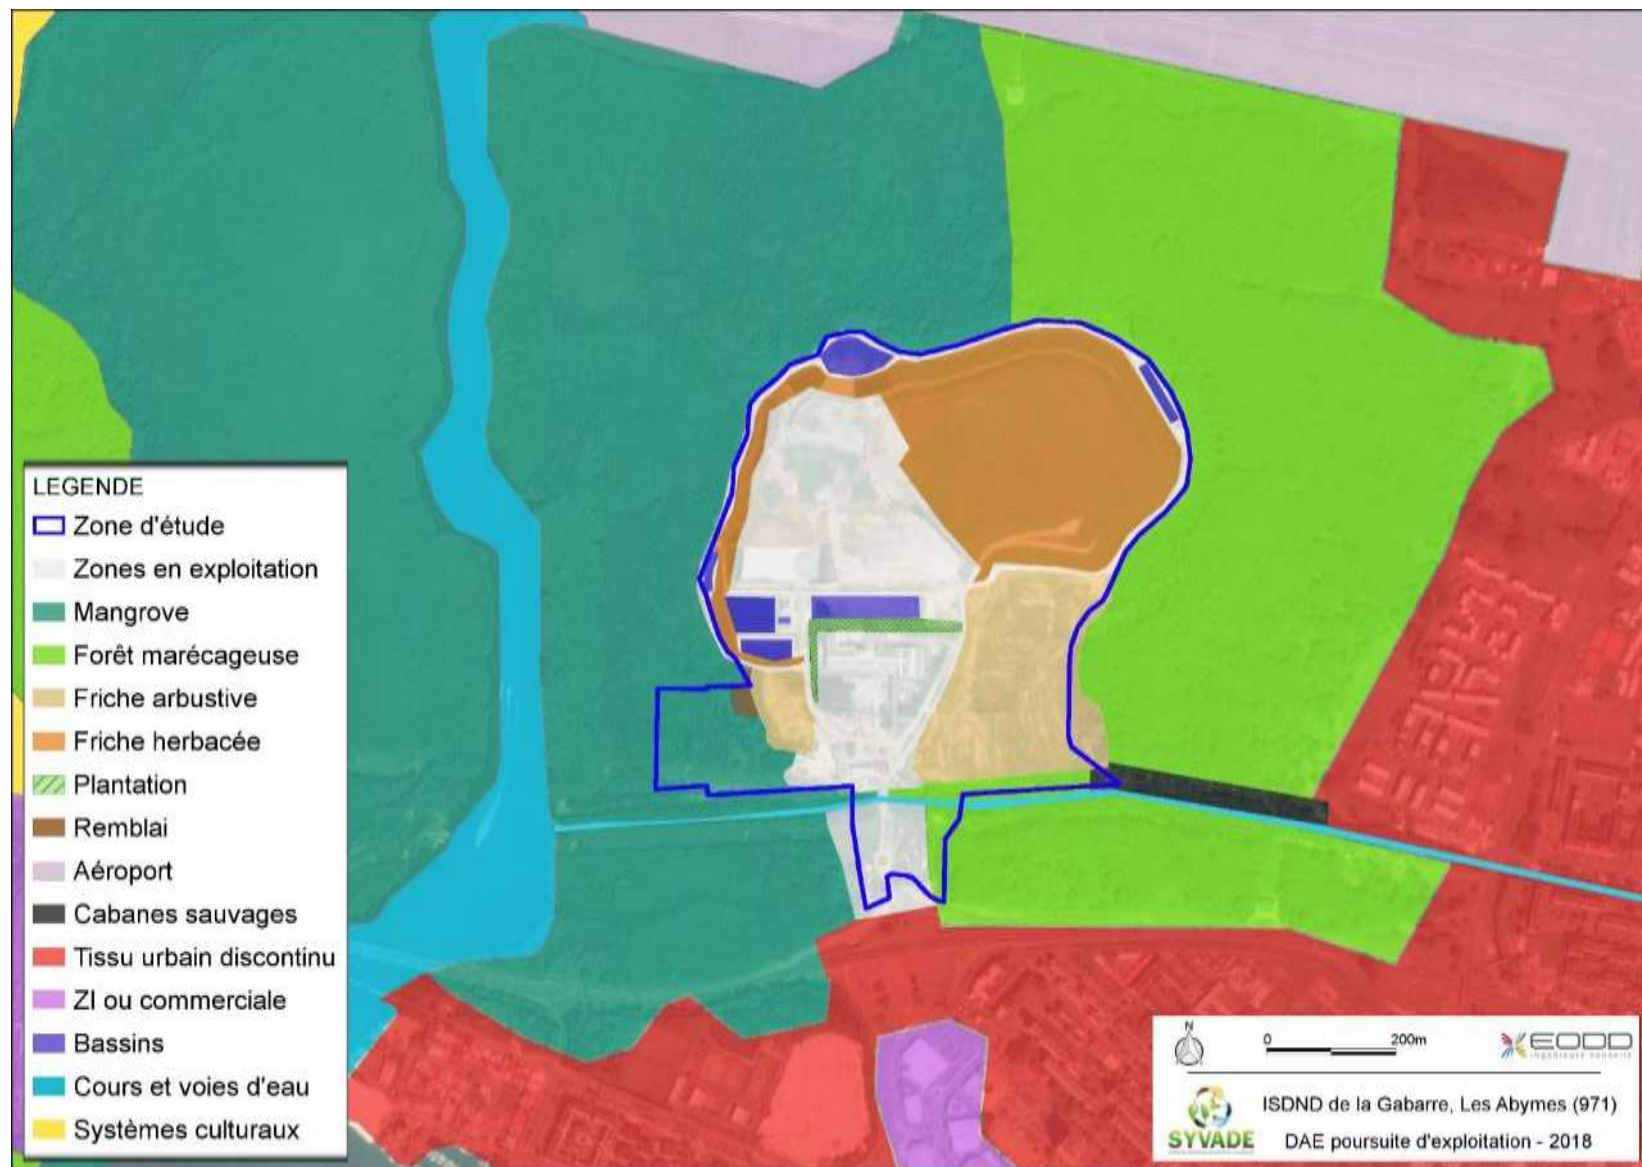 LEGENDE
Zone d'étude
Zones en exploitation
Mangrove
Forêt marécageuse
Friche arbustive
Friche herbacée
Plantation
Remblai
Aéroport
Cabanes sauvages
Tissu urbain discontinu
ZI ou commerciale
Bassins
Cours et voies d'eau
Systèmes culturaux
N
0 200m
EODD
ingénieurs conseils
SYVADE
ISDND de la Gabarre, Les Abymes (971)
DAE poursuite d'exploitation - 2018